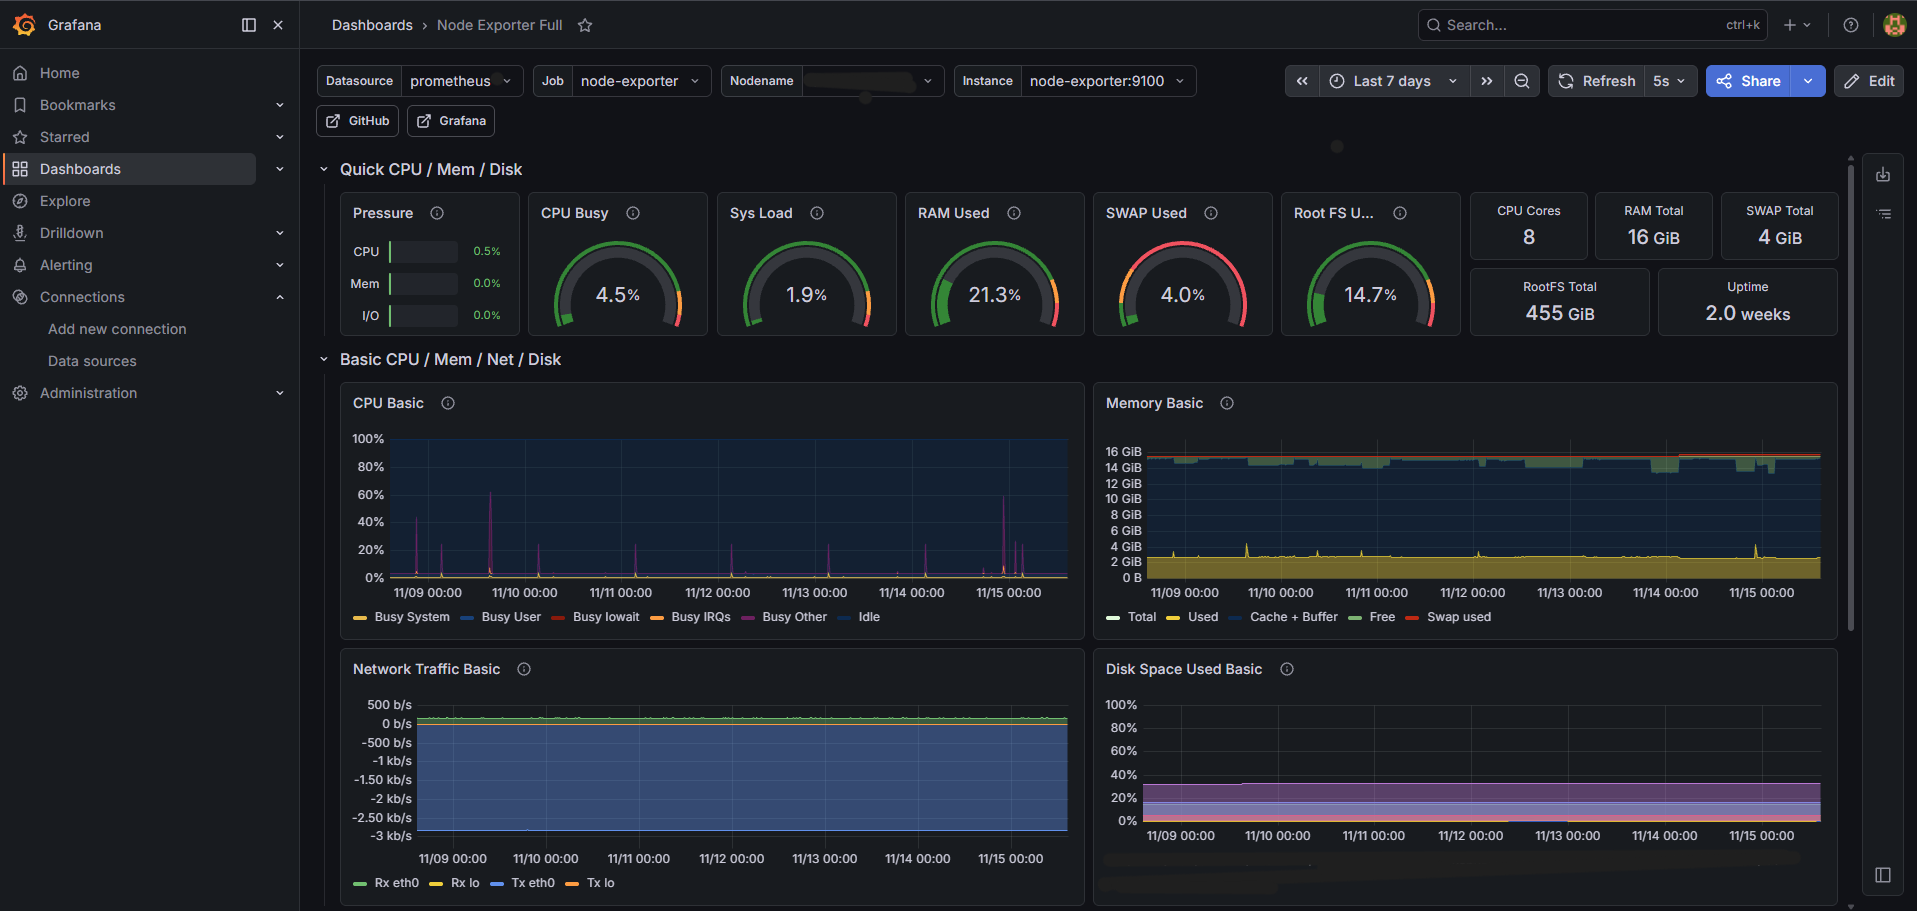 Grafana
Dashboards › Node Exporter Full
Search...
ctrl+k
Home
Bookmarks
Starred
Dashboards
Explore
Drilldown
Alerting
Connections
Add new connection
Data sources
Administration
Datasource prometheus
Job node-exporter
Nodename
Instance node-exporter:9100
Last 7 days
Refresh 5s
Share
Edit
GitHub
Grafana
Quick CPU / Mem / Disk
Pressure
CPU 0.5%
Mem 0.0%
I/O 0.0%
CPU Busy
4.5%
Sys Load
1.9%
RAM Used
21.3%
SWAP Used
4.0%
Root FS U...
14.7%
CPU Cores
8
RAM Total
16 GiB
SWAP Total
4 GiB
RootFS Total
455 GiB
Uptime
2.0 weeks
Basic CPU / Mem / Net / Disk
CPU Basic
100%
80%
60%
40%
20%
0%
11/09 00:00 11/10 00:00 11/11 00:00 11/12 00:00 11/13 00:00 11/14 00:00 11/15 00:00
Busy System Busy User Busy Iowait Busy IRQs Busy Other Idle
Memory Basic
16 GiB
14 GiB
12 GiB
10 GiB
8 GiB
6 GiB
4 GiB
2 GiB
0 B
11/09 00:00 11/10 00:00 11/11 00:00 11/12 00:00 11/13 00:00 11/14 00:00 11/15 00:00
Total Used Cache + Buffer Free Swap used
Network Traffic Basic
500 b/s
0 b/s
-500 b/s
-1 kb/s
-1.50 kb/s
-2 kb/s
-2.50 kb/s
-3 kb/s
11/09 00:00 11/10 00:00 11/11 00:00 11/12 00:00 11/13 00:00 11/14 00:00 11/15 00:00
Rx eth0 Rx lo Tx eth0 Tx lo
Disk Space Used Basic
100%
80%
60%
40%
20%
0%
11/09 00:00 11/10 00:00 11/11 00:00 11/12 00:00 11/13 00:00 11/14 00:00 11/15 00:00